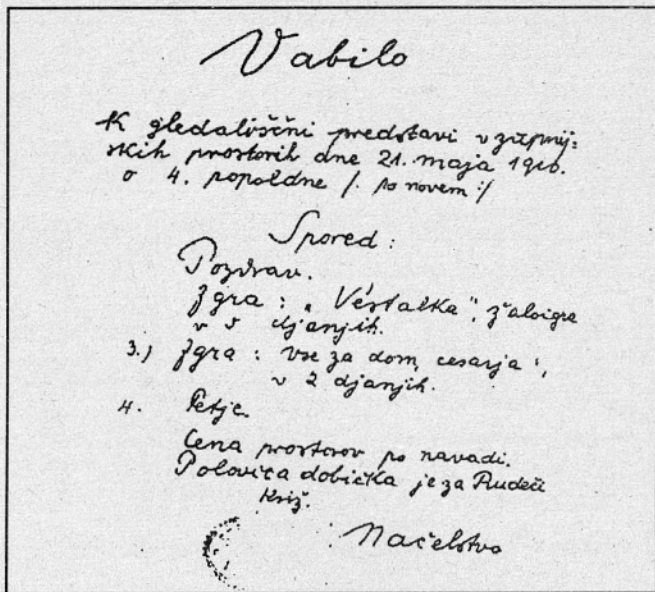 Vabilo
K gledališčni predstavi v župnij=
skih prostorih dne 21. maja 1916.
o 4. popoldne /. po novem :/
Spored:
Pozdrav.
Igra: „Vestalka", žaloigra
v 5 djanjih.
3.) Igra: vse za dom, cesarja",
v 2 djanjih.
4. Petje.
Cena prostorov po navadi.
Polovica dobička je za Rudeči
križ.
Načelstvo